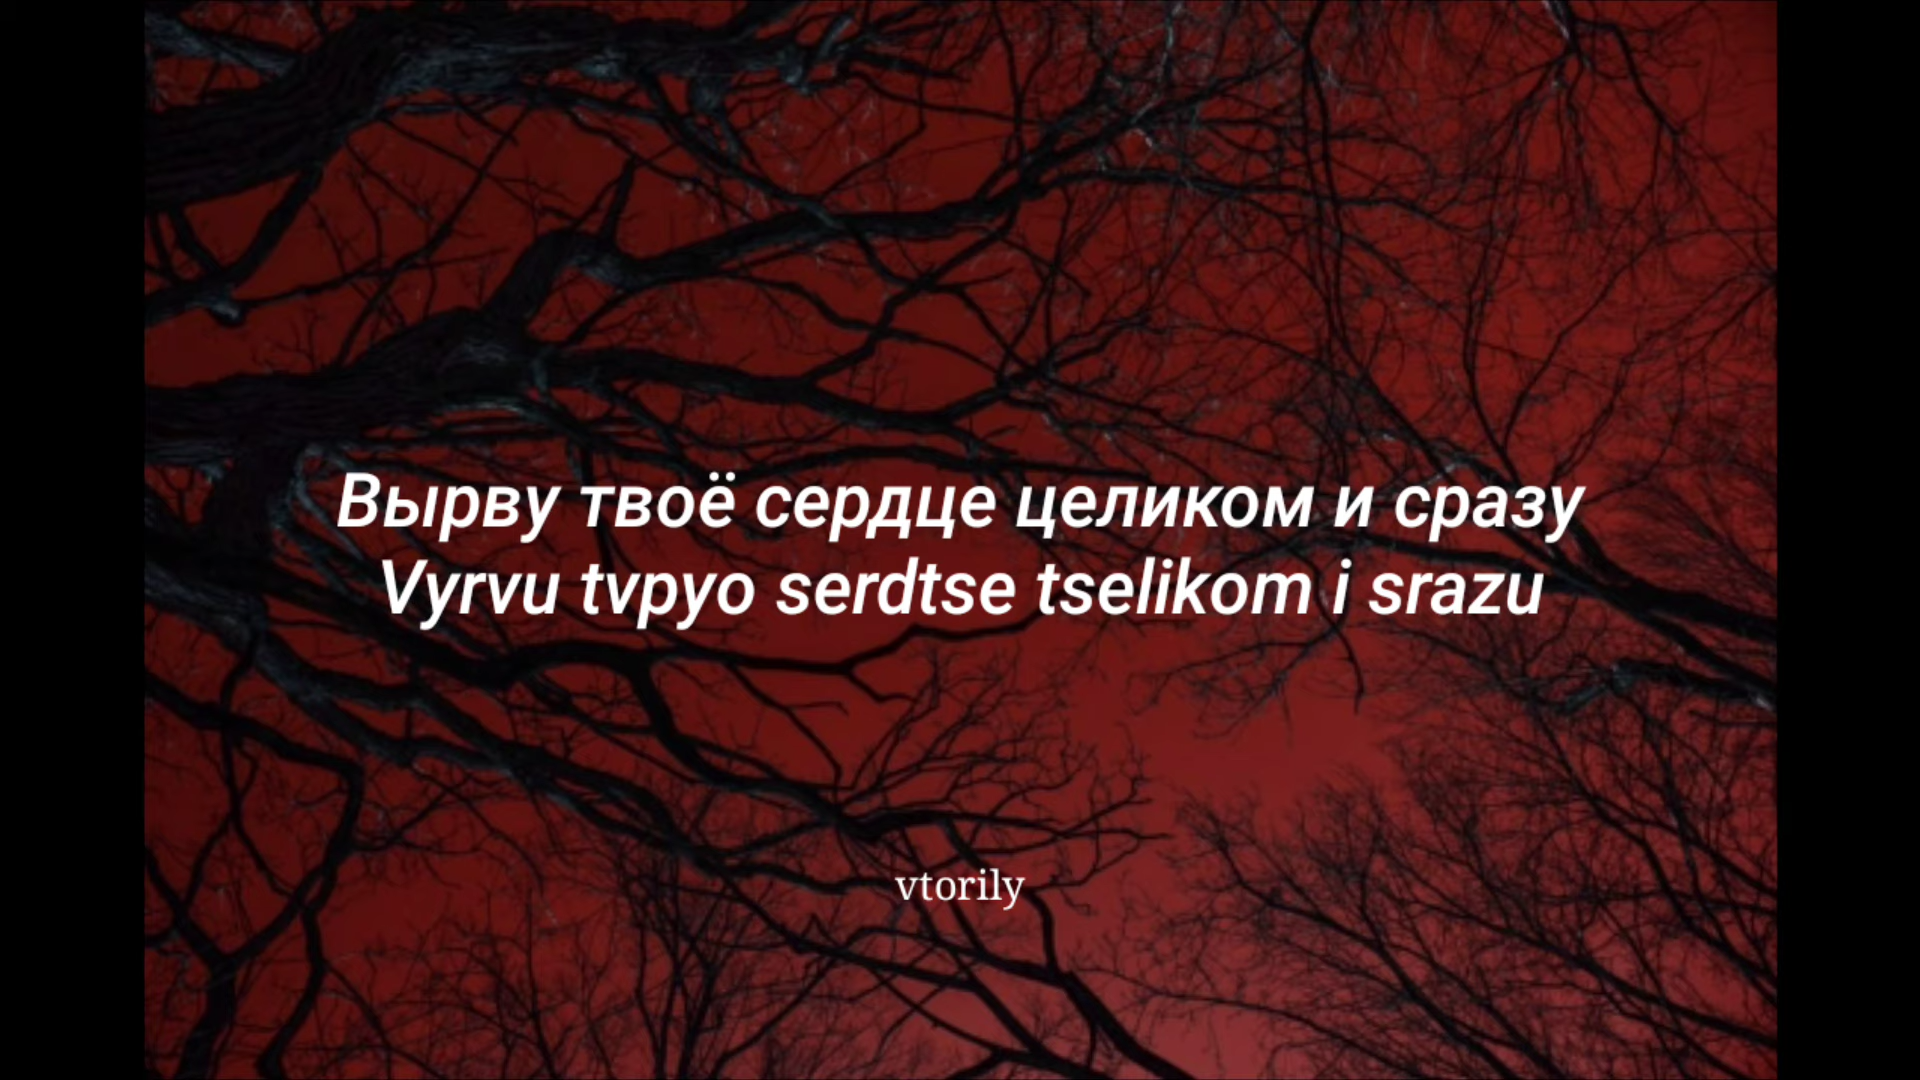 Вырву твоё сердце целиком и сразу
Vyrvu tvpyo serdtse tselikom i srazu
vtorily